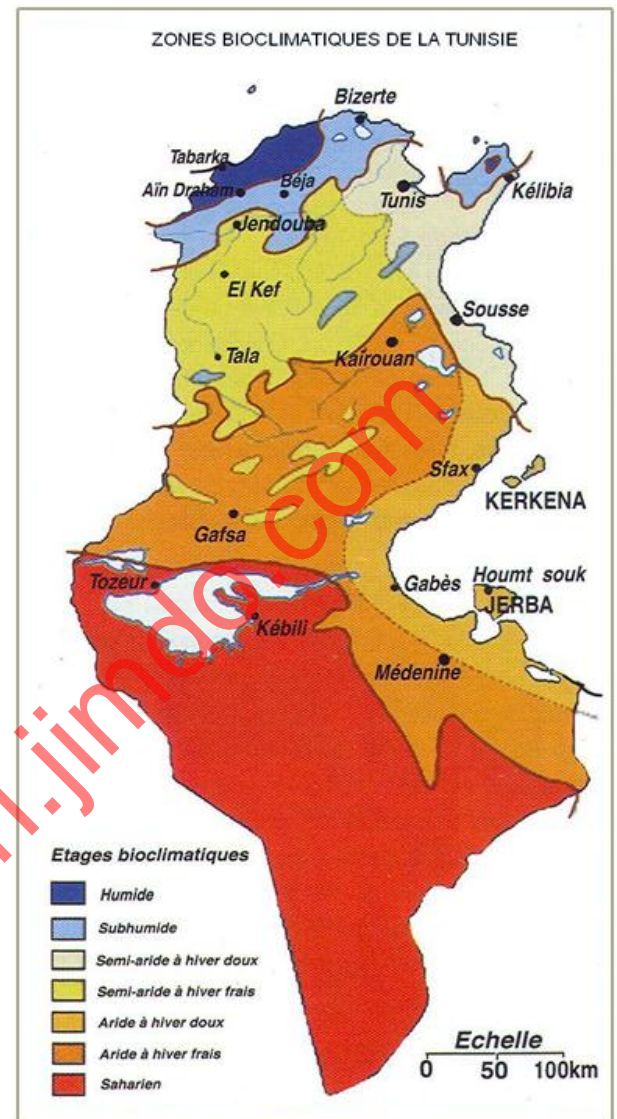 ZONES BIOCLIMATIQUES DE LA TUNISIE
Bizerte
Tabarka
Aïn Draham
Béja
Tunis
Kélibia
Jendouba
El Kef
Sousse
Tala
Kairouan
Sfax
KERKENA
Gafsa
Tozeur
Gabès
Houmt souk
JERBA
Kébili
Médenine
Etages bioclimatiques
Humide
Subhumide
Semi-aride à hiver doux
Semi-aride à hiver frais
Aride à hiver doux
Aride à hiver frais
Saharien
Echelle
0 50 100km
.jimdo.com